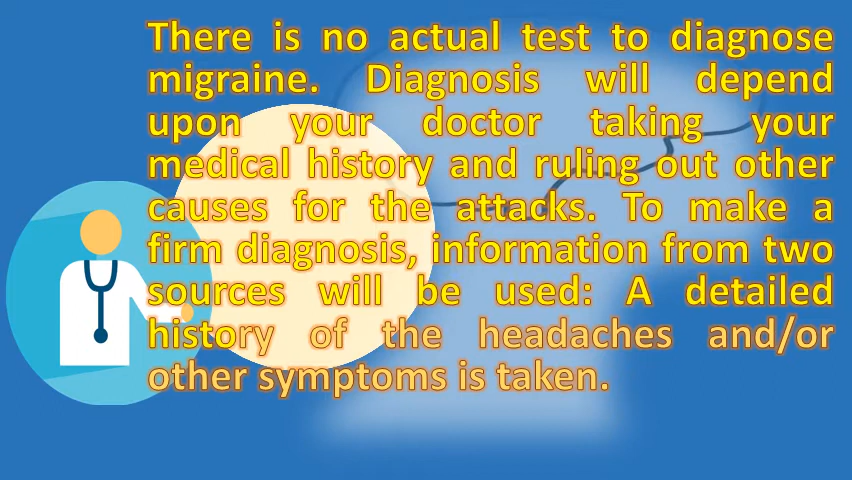 There is no actual test to diagnose
migraine. Diagnosis will depend
upon your doctor taking your
medical history and ruling out other
causes for the attacks. To make a
firm diagnosis, information from two
sources will be used: A detailed
history of the headaches and/or
other symptoms is taken.